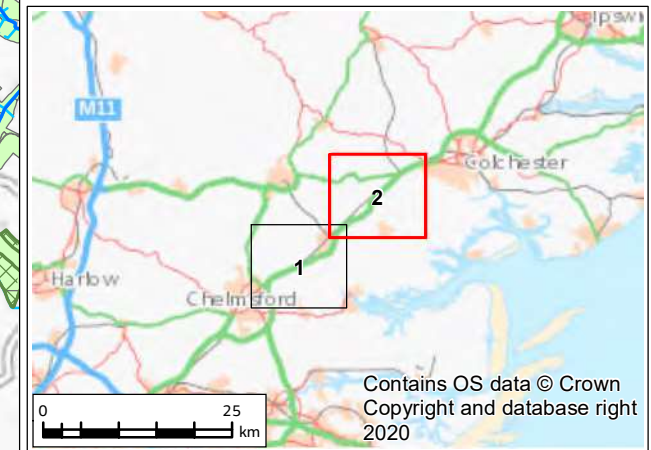 M11
Colchester
2
1
Harlow
Chelmsford
Contains OS data © Crown
Copyright and database right
2020
0 25
km